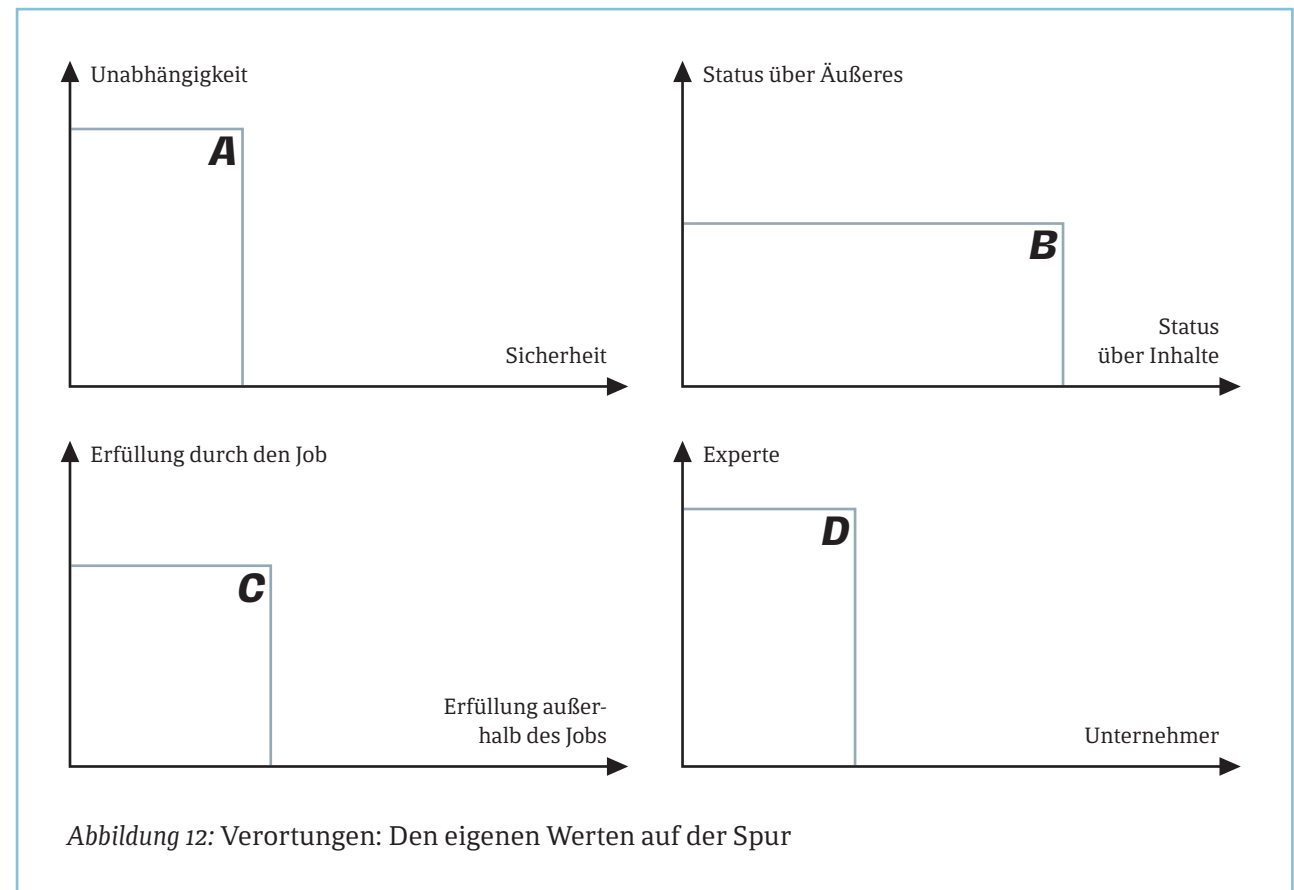 Unabhängigkeit
A
Sicherheit
Status über Äußeres
B
Status
über Inhalte
Erfüllung durch den Job
C
Erfüllung außer-
halb des Jobs
Experte
D
Unternehmer
Abbildung 12: Verortungen: Den eigenen Werten auf der Spur